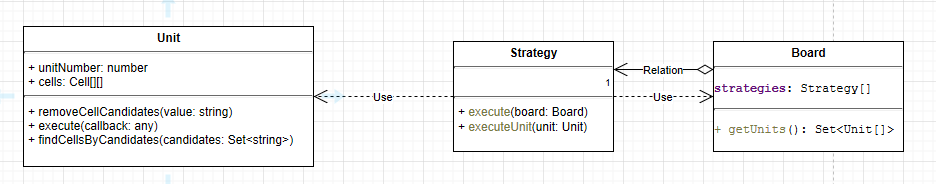 Unit
+ unitNumber: number
+ cells: Cell[][]
+ removeCellCandidates(value: string)
+ execute(callback: any)
+ findCellsByCandidates(candidates: Set<string>)
Use
Strategy
1
+ execute(board: Board)
+ executeUnit(unit: Unit)
Relation
Use
Board
strategies: Strategy[]
+ getUnits(): Set<Unit[]>